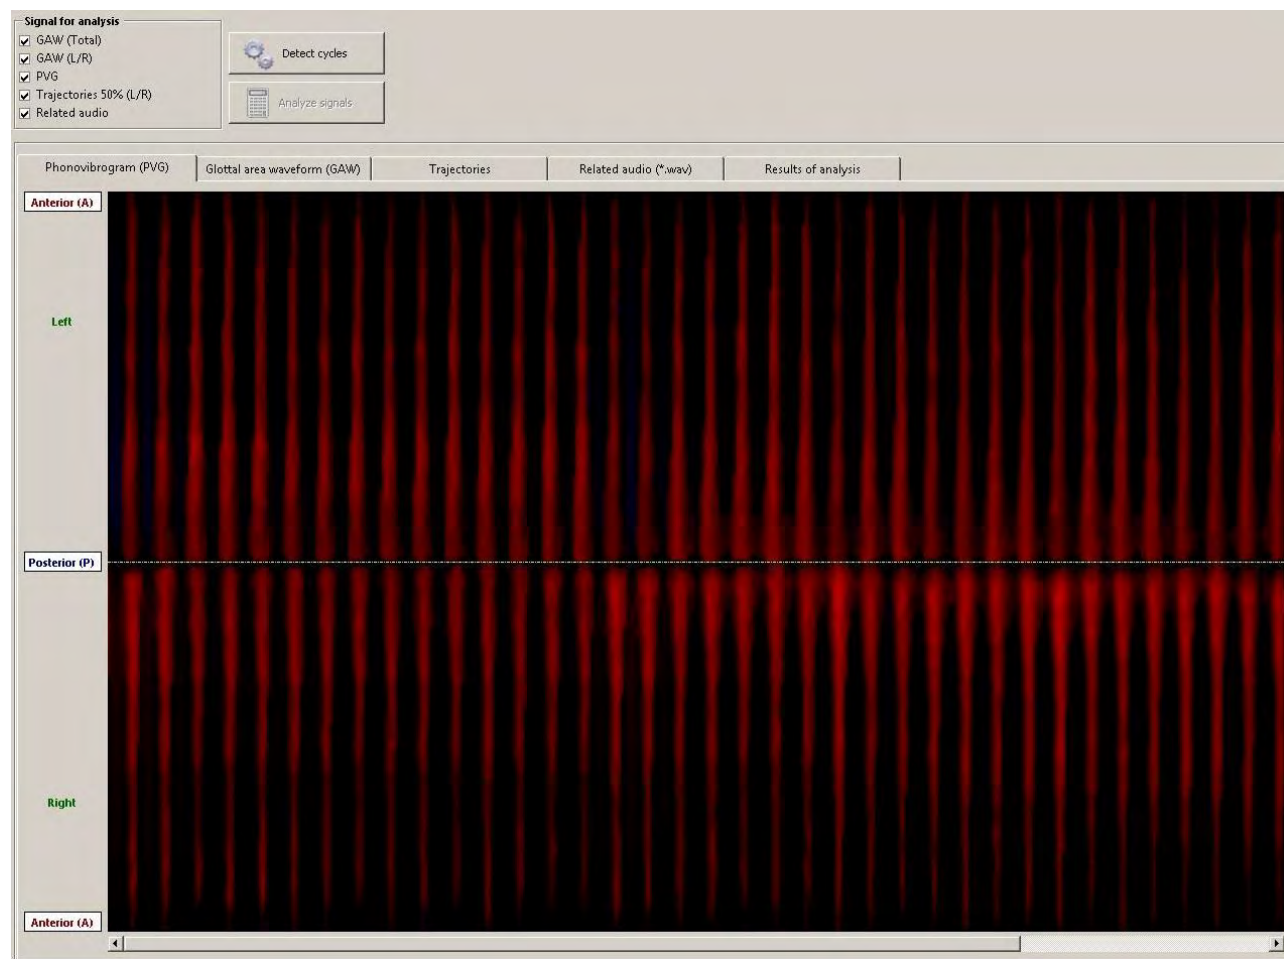 Signal for analysis
GAW (Total)
GAW (L/R)
PVG
Trajectories 50% (L/R)
Related audio
Detect cycles
Analyze signals
Phonovibrogram (PVG)
Glottal area waveform (GAW)
Trajectories
Related audio (*.wav)
Results of analysis
Anterior (A)
Left
Posterior (P)
Right
Anterior (A)